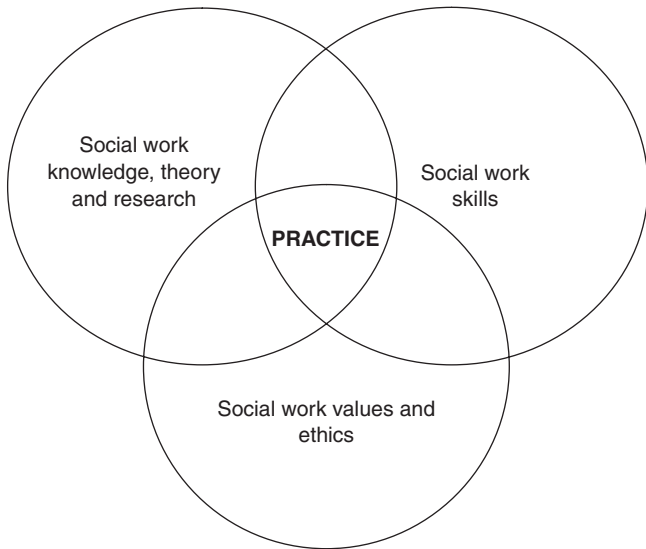 Social work
knowledge, theory
and research
Social work
skills
PRACTICE
Social work values and
ethics